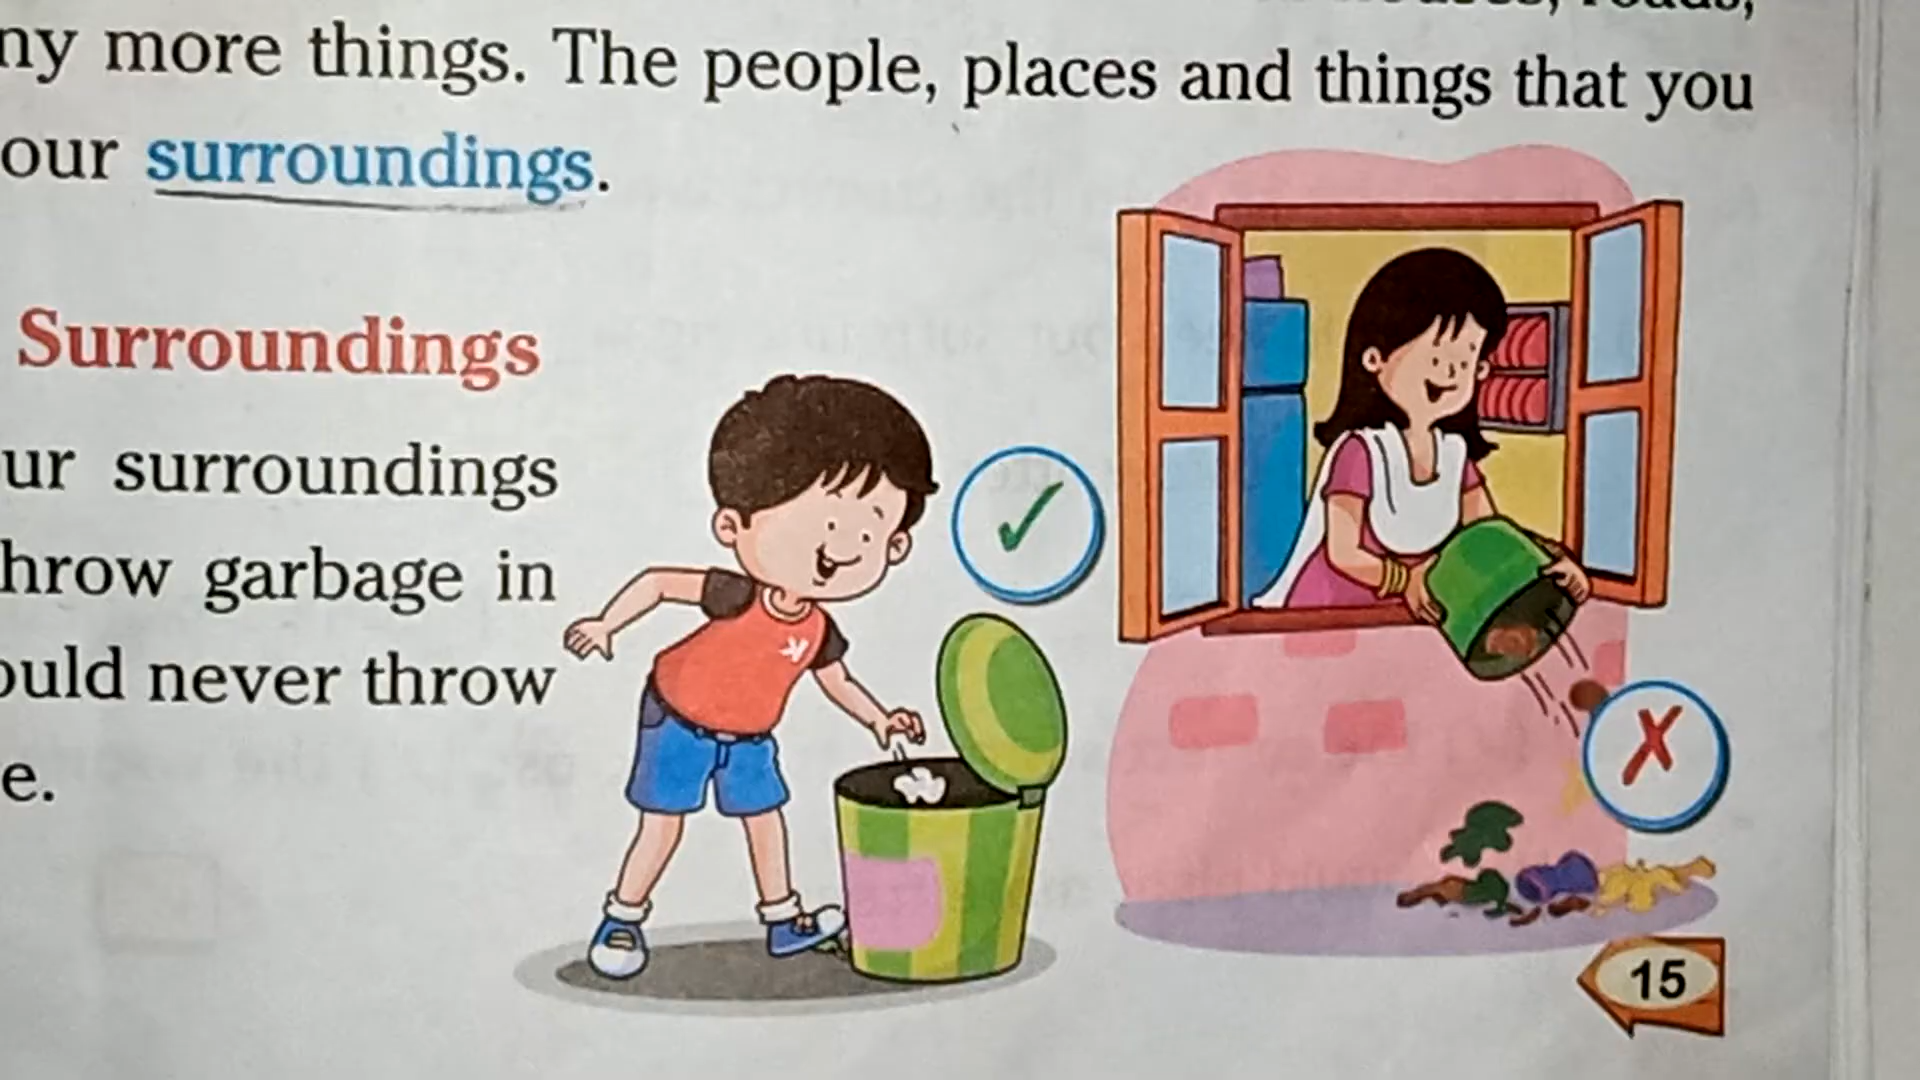 more things. The people, places and things that you
our surroundings.
Surroundings
ur surroundings
hrow garbage in
ould never throw
e.
15